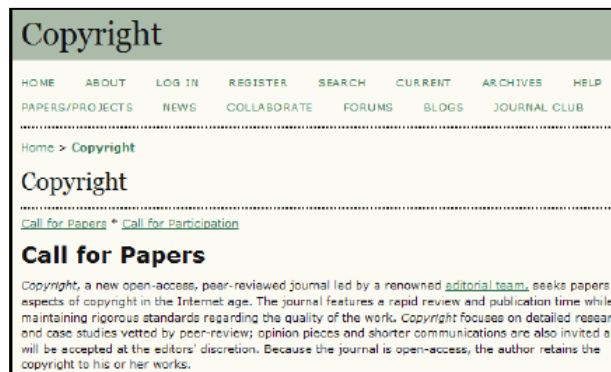 Copyright
HOME ABOUT LOG IN REGISTER SEARCH CURRENT ARCHIVES HELP
PAPERS/PROJECTS NEWS COLLABORATE FORUMS BLOGS JOURNAL CLUB
Home > Copyright
Copyright
Call for Papers * Call for Participation
Call for Papers
Copyright, a new open-access, peer-reviewed journal led by a renowned editorial team, seeks papers
aspects of copyright in the Internet age. The journal features a rapid review and publication time while
maintaining rigorous standards regarding the quality of the work. Copyright focuses on detailed resear
and case studies vetted by peer-review; opinion pieces and shorter communications are also invited a
will be accepted at the editors' discretion. Because the journal is open-access, the author retains the
copyright to his or her works.